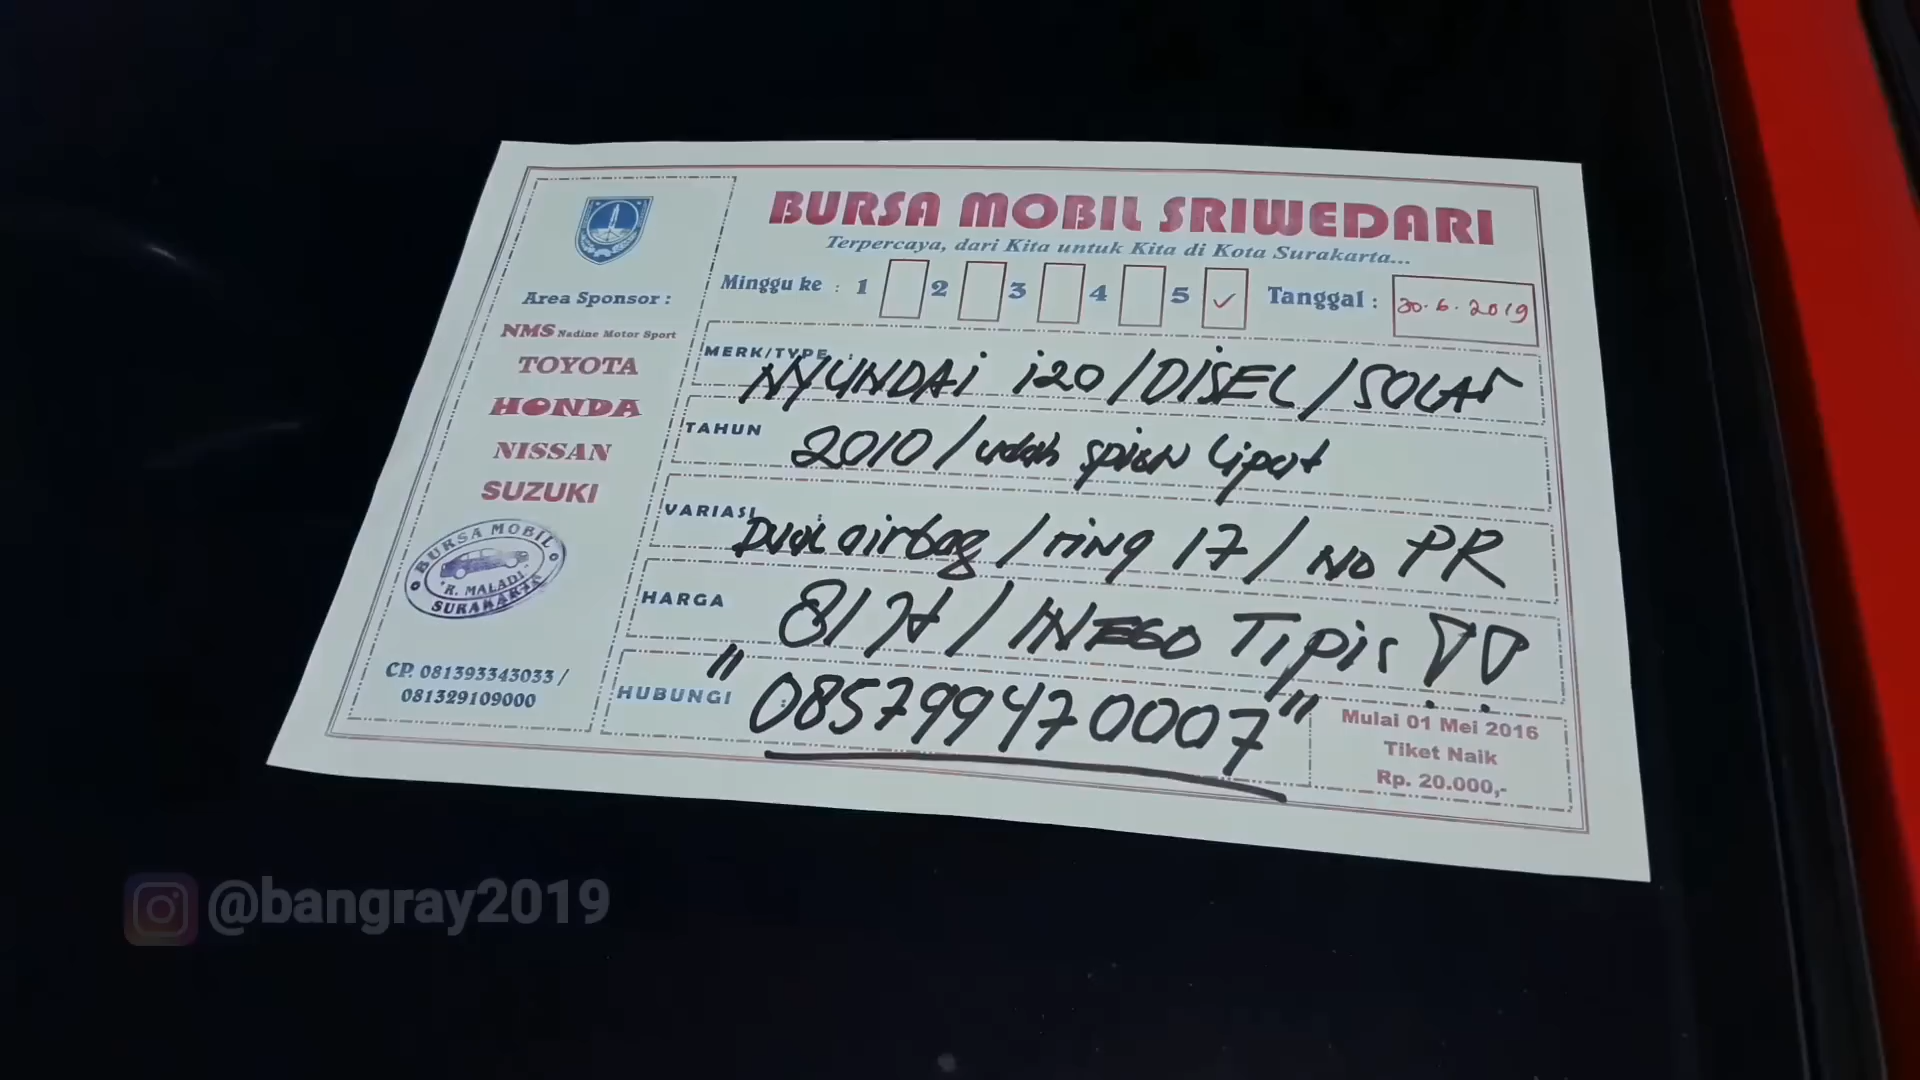 BURSA MOBIL SRIWEDARI
Terpercaya, dari Kita untuk Kita di Kota Surakarta...
Minggu ke : 1 2 3 4 5 ✓ Tanggal : 30.6.2019
Area Sponsor :
NMS Nadine Motor Sport
TOYOTA
HONDA
NISSAN
SUZUKI
BURSA MOBIL
R. MALADI
SURAKARTA
CP. 081393343033 /
081329109000
MERK/TYPE :
HYUNDAi i20/DiSEL/SOLAr
TAHUN
2010/udah spion Lipat
VARIASI :
Dual airbag/ring 17/No PR
HARGA
81 Jt/ NEGO Tipis !!
HUBUNGI :
"085799470007"
Mulai 01 Mei 2016
Tiket Naik
Rp. 20.000,-
@bangray2019